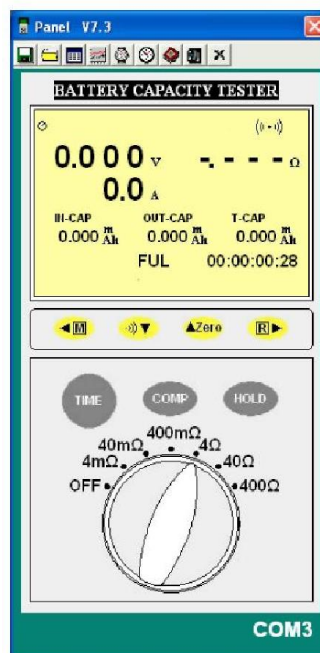 Panel V7.3
BATTERY CAPACITY TESTER
0.000 V -.--- Ω
0.0 A
IN-CAP OUT-CAP T-CAP
0.000 mAh 0.000 mAh 0.000 mAh
FUL 00:00:00:28
◄M ▼ ▲Zero R►
TIME COMP HOLD
400mΩ
40mΩ 4Ω
4mΩ 40Ω
OFF 400Ω
COM3